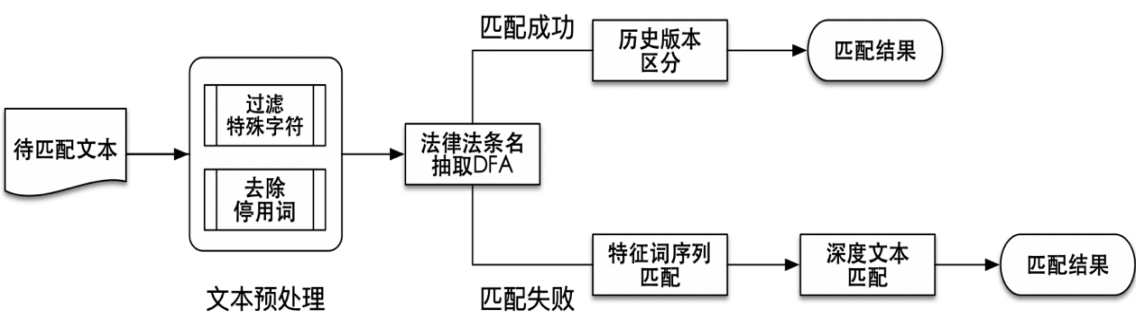 匹配成功
历史版本
区分
匹配结果
待匹配文本
过滤
特殊字符
去除
停用词
文本预处理
法律法条名
抽取DFA
匹配失败
特征词序列
匹配
深度文本
匹配
匹配结果